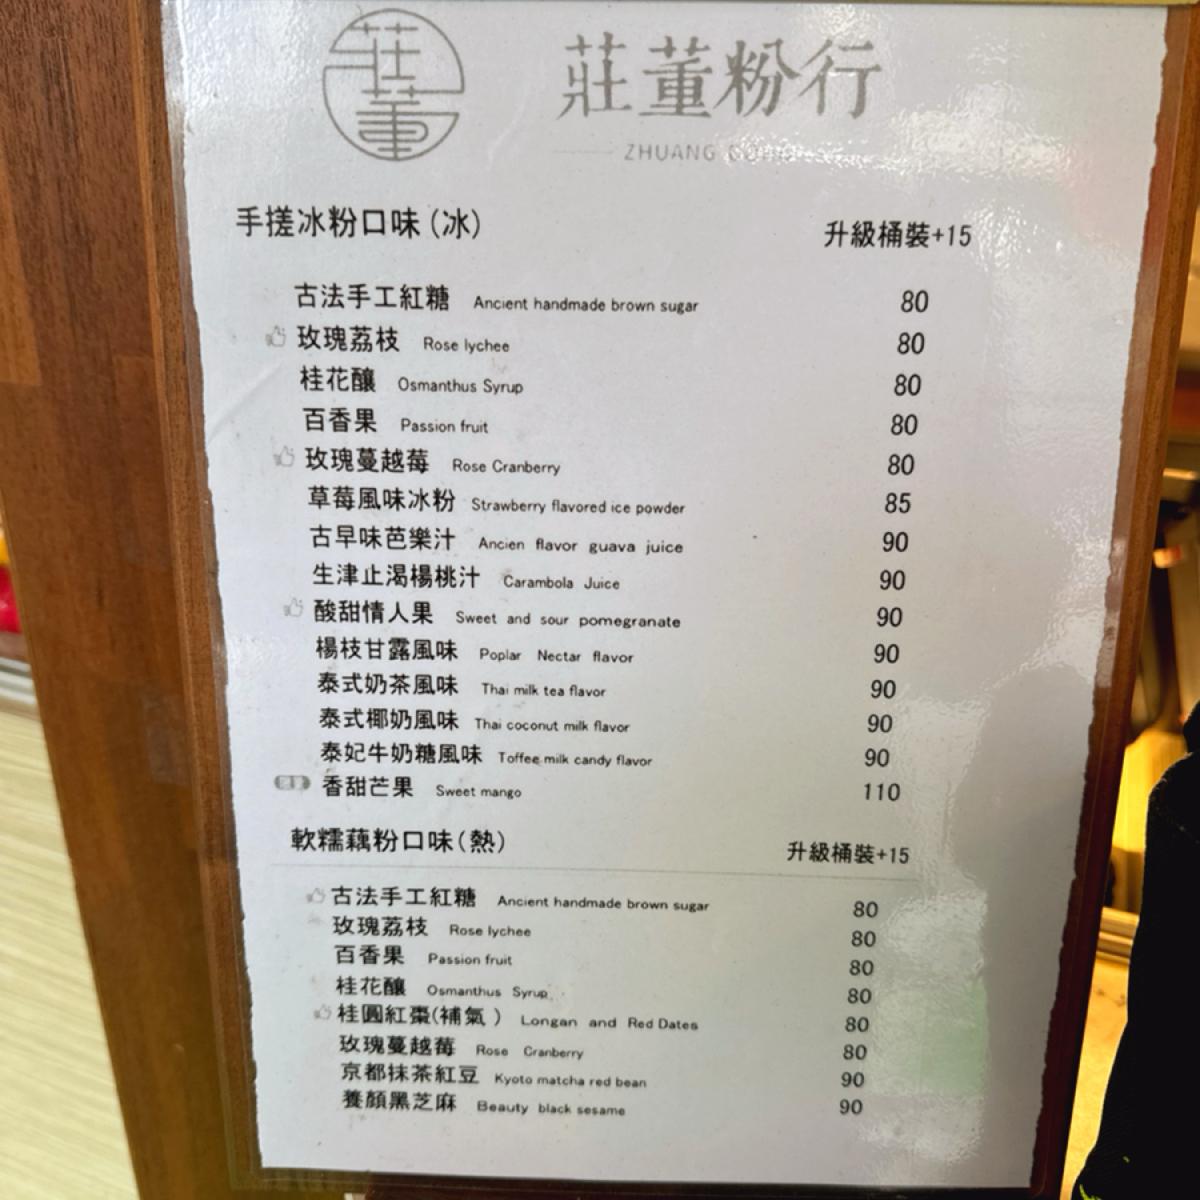 莊董
莊董粉行
ZHUANG
手搓冰粉口味(冰) 升級桶裝+15
古法手工紅糖 Ancient handmade brown sugar 80
玫瑰荔枝 Rose lychee 80
桂花釀 Osmanthus Syrup 80
百香果 Passion fruit 80
玫瑰蔓越莓 Rose Cranberry 80
草莓風味冰粉 Strawberry flavored ice powder 85
古早味芭樂汁 Ancien flavor guava juice 90
生津止渴楊桃汁 Carambola Juice 90
酸甜情人果 Sweet and sour pomegranate 90
楊枝甘露風味 Poplar Nectar flavor 90
泰式奶茶風味 Thai milk tea flavor 90
泰式椰奶風味 Thai coconut milk flavor 90
泰妃牛奶糖風味 Toffee milk candy flavor 90
香甜芒果 Sweet mango 110
軟糯藕粉口味(熱) 升級桶裝+15
古法手工紅糖 Ancient handmade brown sugar 80
玫瑰荔枝 Rose lychee 80
百香果 Passion fruit 80
桂花釀 Osmanthus Syrup 80
桂圓紅棗(補氣) Longan and Red Dates 80
玫瑰蔓越莓 Rose Cranberry 80
京都抹茶紅豆 Kyoto matcha red bean 90
養顏黑芝麻 Beauty black sesame 90